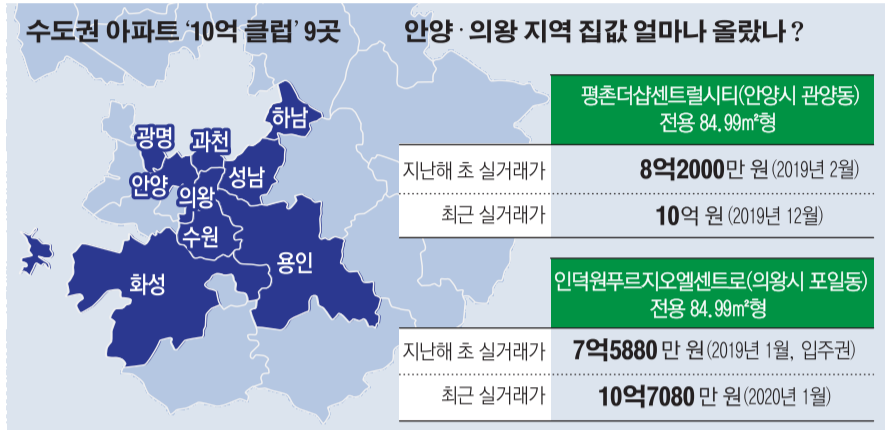 수도권 아파트 ‘10억 클럽’ 9곳
하남
광명
과천
안양
성남
의왕
수원
화성
용인
안양·의왕 지역 집값 얼마나 올랐나?
평촌더샵센트럴시티(안양시 관양동)
전용 84.99㎡형
지난해 초 실거래가 8억2000만 원(2019년 2월)
최근 실거래가 10억 원(2019년 12월)
인덕원푸르지오엘센트로(의왕시 포일동)
전용 84.99㎡형
지난해 초 실거래가 7억5880만 원(2019년 1월, 입주권)
최근 실거래가 10억7080만 원(2020년 1월)